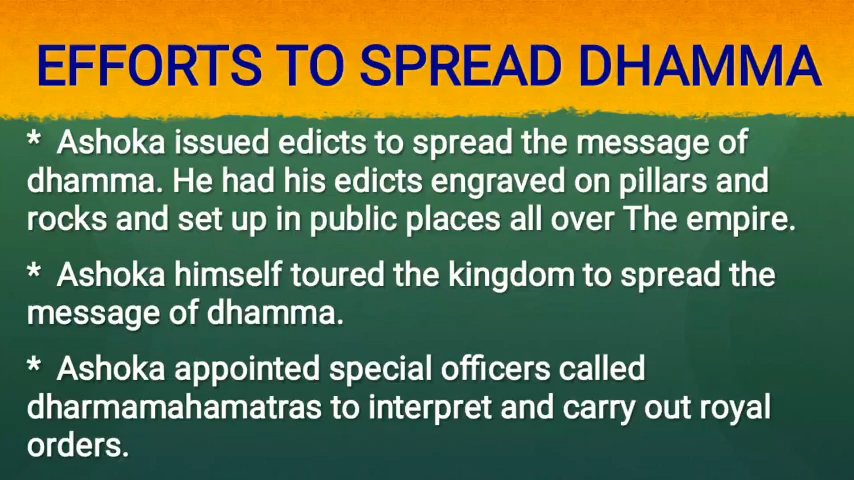 EFFORTS TO SPREAD DHAMMA
* Ashoka issued edicts to spread the message of
dhamma. He had his edicts engraved on pillars and
rocks and set up in public places all over The empire.
* Ashoka himself toured the kingdom to spread the
message of dhamma.
* Ashoka appointed special officers called
dharmamahamatras to interpret and carry out royal
orders.